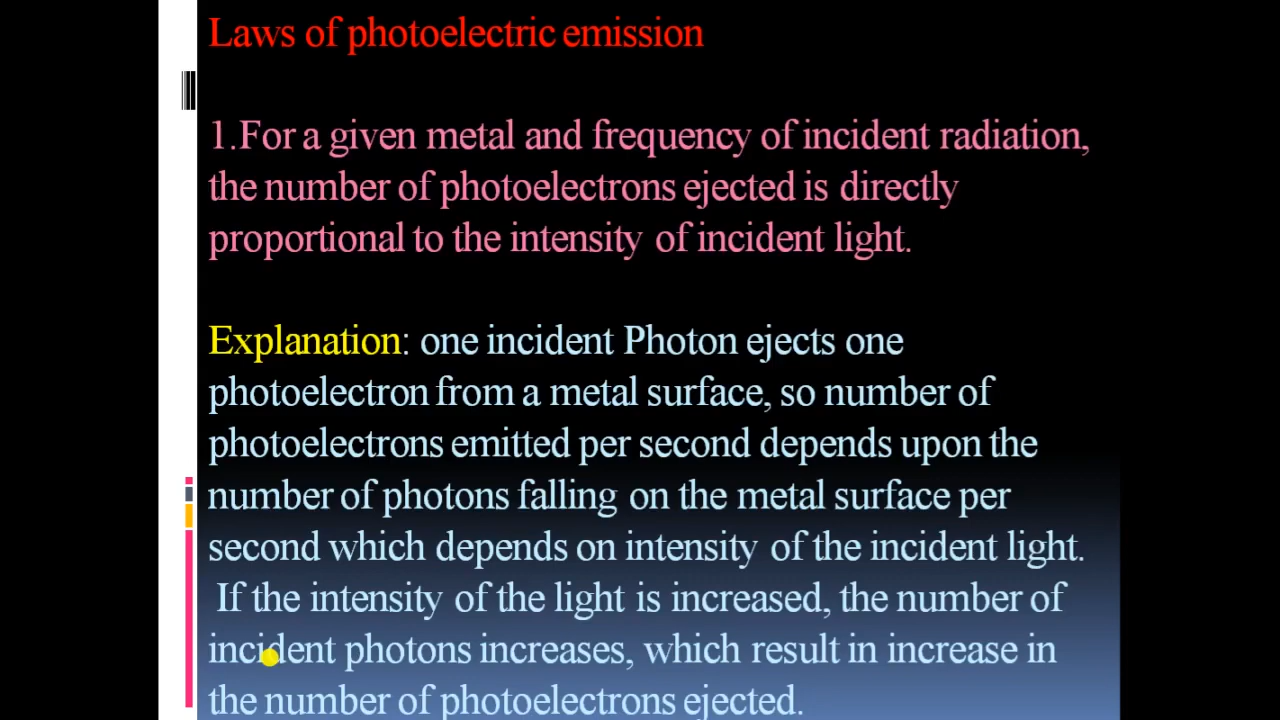 Laws of photoelectric emission
1.For a given metal and frequency of incident radiation,
the number of photoelectrons ejected is directly
proportional to the intensity of incident light.
Explanation: one incident Photon ejects one
photoelectron from a metal surface, so number of
photoelectrons emitted per second depends upon the
number of photons falling on the metal surface per
second which depends on intensity of the incident light.
If the intensity of the light is increased, the number of
incident photons increases, which result in increase in
the number of photoelectrons ejected.